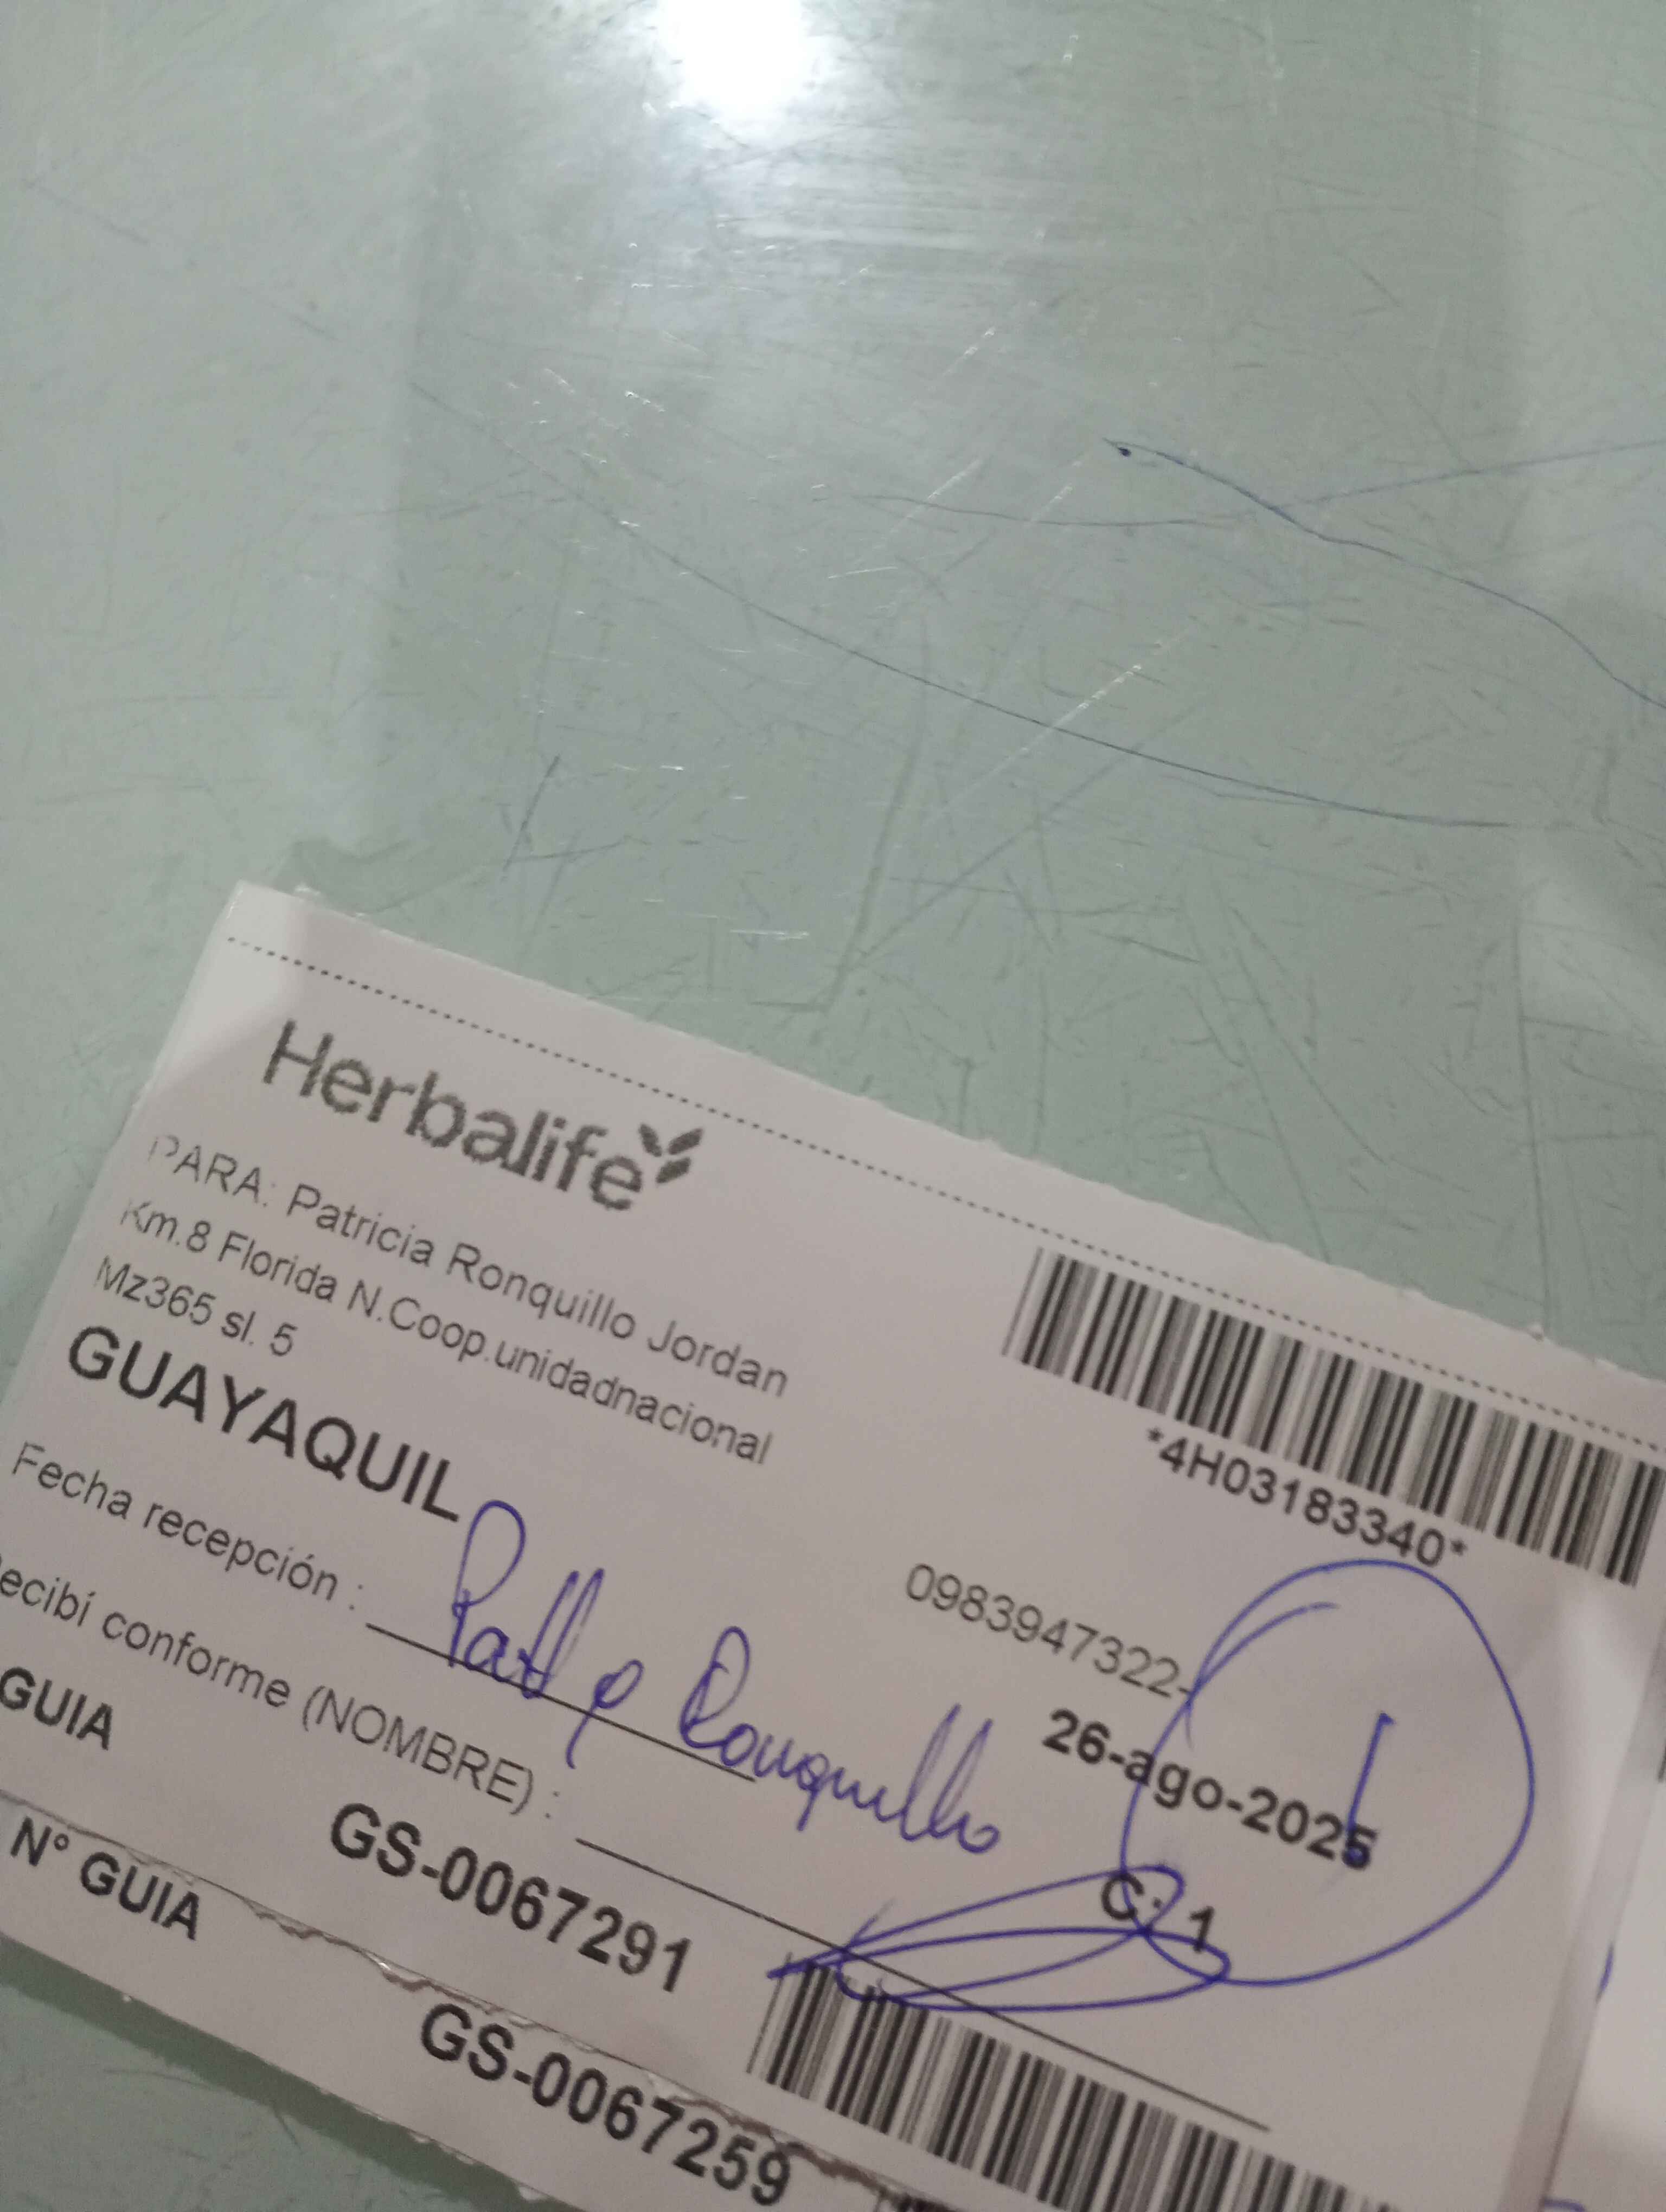 Herbalife
PARA: Patricia Ronquillo Jordan
Km.8 Florida N.Coop.unidadnacional
Mz365 sl. 5
GUAYAQUIL
*4H03183340*
0983947322-
Fecha recepción :
26-ago-2025
ecibí conforme (NOMBRE) :
Ronquillo
C: 1
GUIA
GS-0067291
N° GUIA
GS-0067259